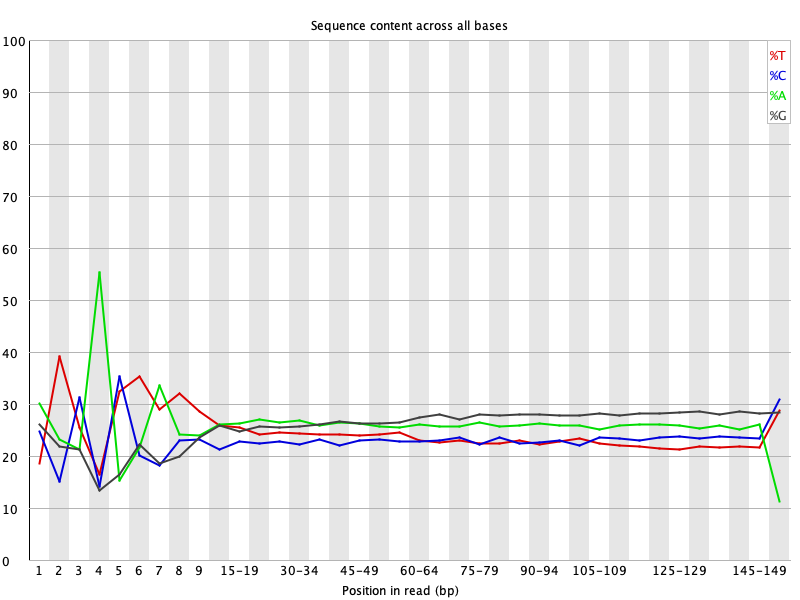 Sequence content across all bases
100
90
80
70
60
50
40
30
20
10
0
%T
%C
%A
%G
1 2 3 4 5 6 7 8 9 15-19 30-34 45-49 60-64 75-79 90-94 105-109 125-129 145-149
Position in read (bp)